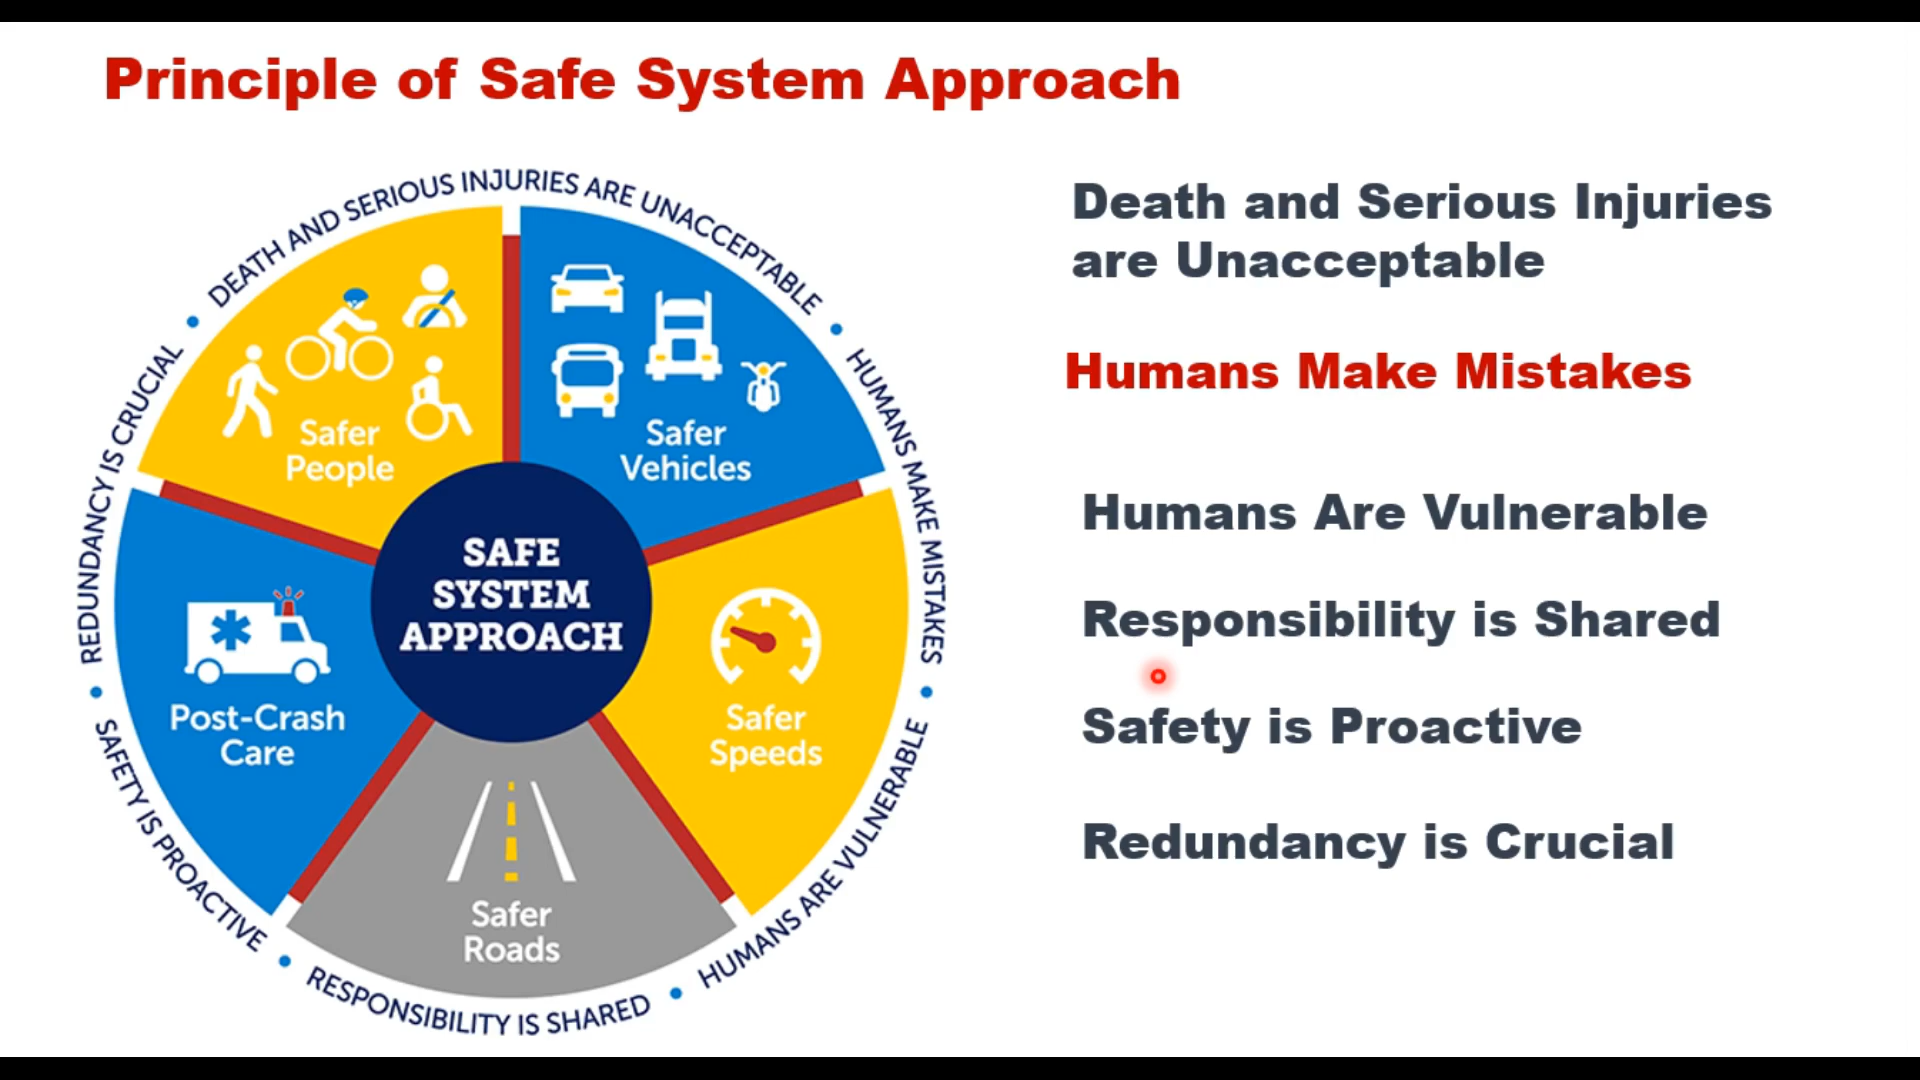 Principle of Safe System Approach
DEATH AND SERIOUS INJURIES ARE UNACCEPTABLE
HUMANS MAKE MISTAKES
HUMANS ARE VULNERABLE
RESPONSIBILITY IS SHARED
SAFETY IS PROACTIVE
REDUNDANCY IS CRUCIAL
Safer
People
Safer
Vehicles
SAFE
SYSTEM
APPROACH
Post-Crash
Care
Safer
Speeds
Safer
Roads
Death and Serious Injuries
are Unacceptable
Humans Make Mistakes
Humans Are Vulnerable
Responsibility is Shared
Safety is Proactive
Redundancy is Crucial